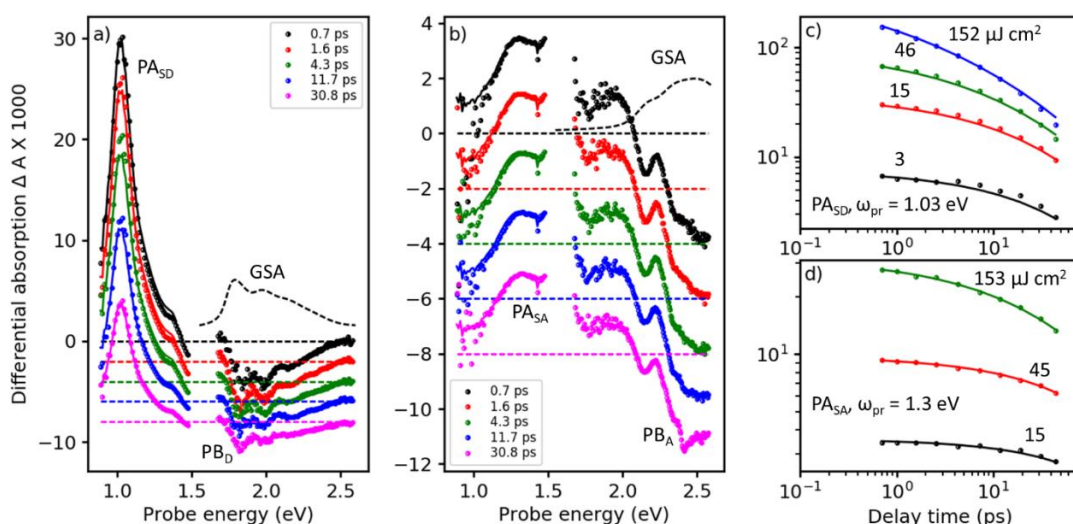 a)
PA_SD
0.7 ps
1.6 ps
4.3 ps
11.7 ps
30.8 ps
GSA
PB_D
30
20
10
0
−10
Differential absorption Δ A X 1000
1.0
1.5
2.0
2.5
Probe energy (eV)
b)
GSA
PA_SA
PB_A
0.7 ps
1.6 ps
4.3 ps
11.7 ps
30.8 ps
4
2
0
−2
−4
−6
−8
−10
−12
1.0
1.5
2.0
2.5
Probe energy (eV)
c)
152 μJ cm²
46
15
3
PA_SD, ω_pr = 1.03 eV
10²
10¹
10⁻¹
10⁰
10¹
d)
153 μJ cm²
45
15
PA_SA, ω_pr = 1.3 eV
10¹
10⁻¹
10⁰
10¹
Delay time (ps)